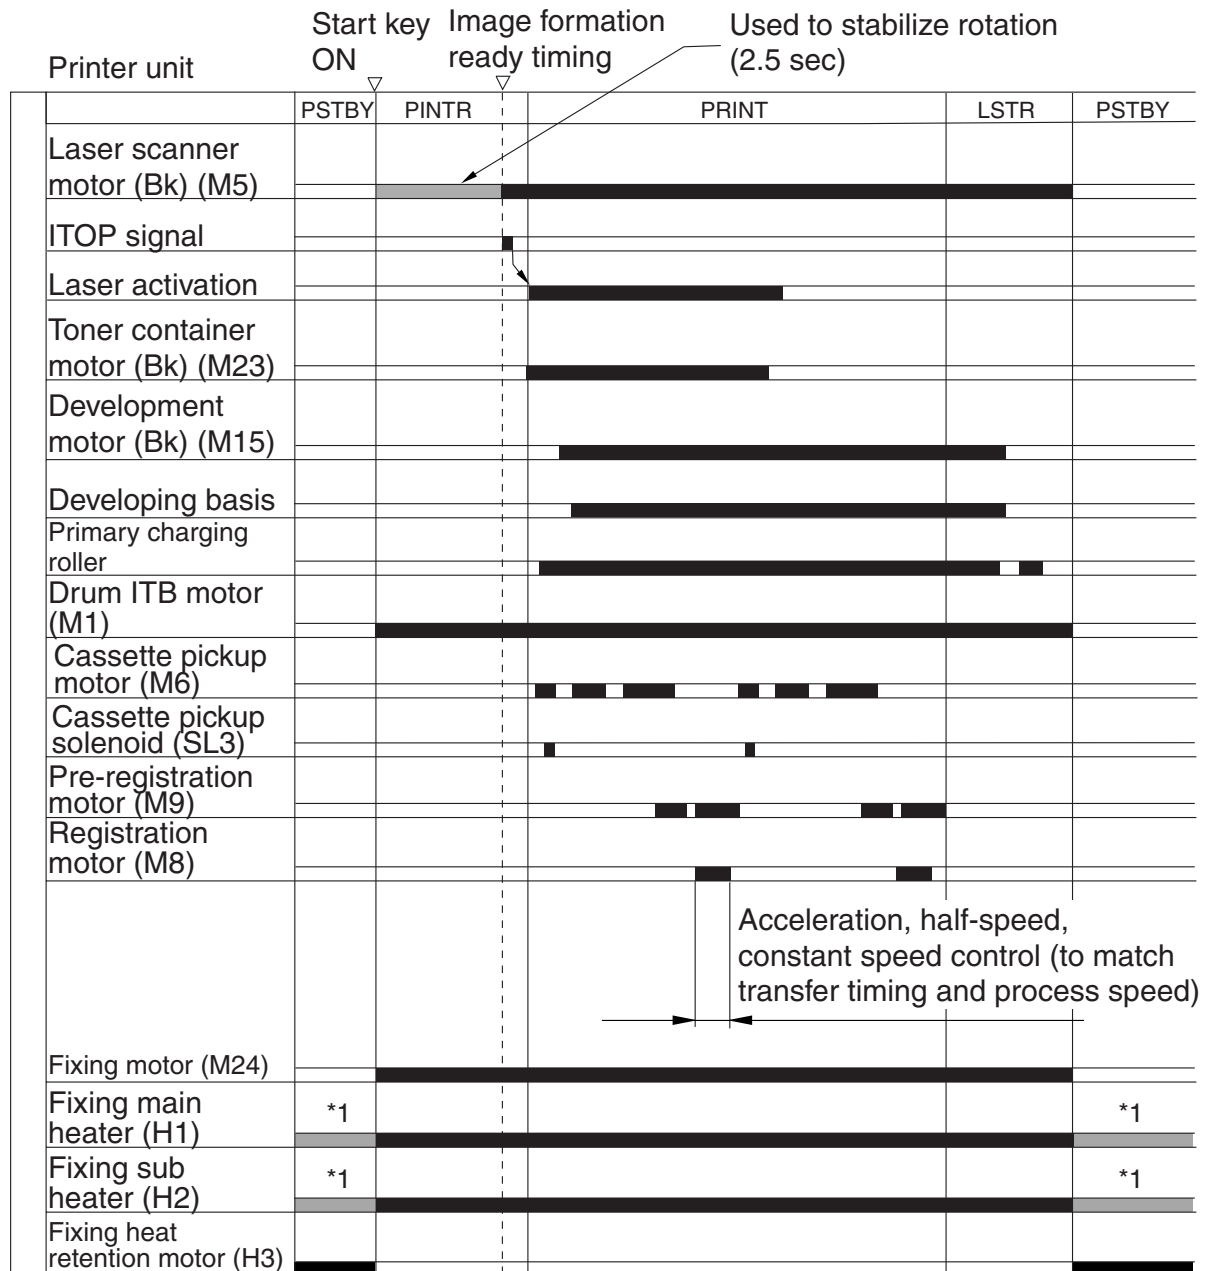 Start key
ON
Image formation
ready timing
Used to stabilize rotation
(2.5 sec)
Printer unit
PSTBY PINTR PRINT LSTR PSTBY
Laser scanner
motor (Bk) (M5)
ITOP signal
Laser activation
Toner container
motor (Bk) (M23)
Development
motor (Bk) (M15)
Developing basis
Primary charging
roller
Drum ITB motor
(M1)
Cassette pickup
motor (M6)
Cassette pickup
solenoid (SL3)
Pre-registration
motor (M9)
Registration
motor (M8)
Acceleration, half-speed,
constant speed control (to match
transfer timing and process speed)
Fixing motor (M24)
Fixing main
heater (H1)
*1 *1
Fixing sub
heater (H2)
*1 *1
Fixing heat
retention motor (H3)